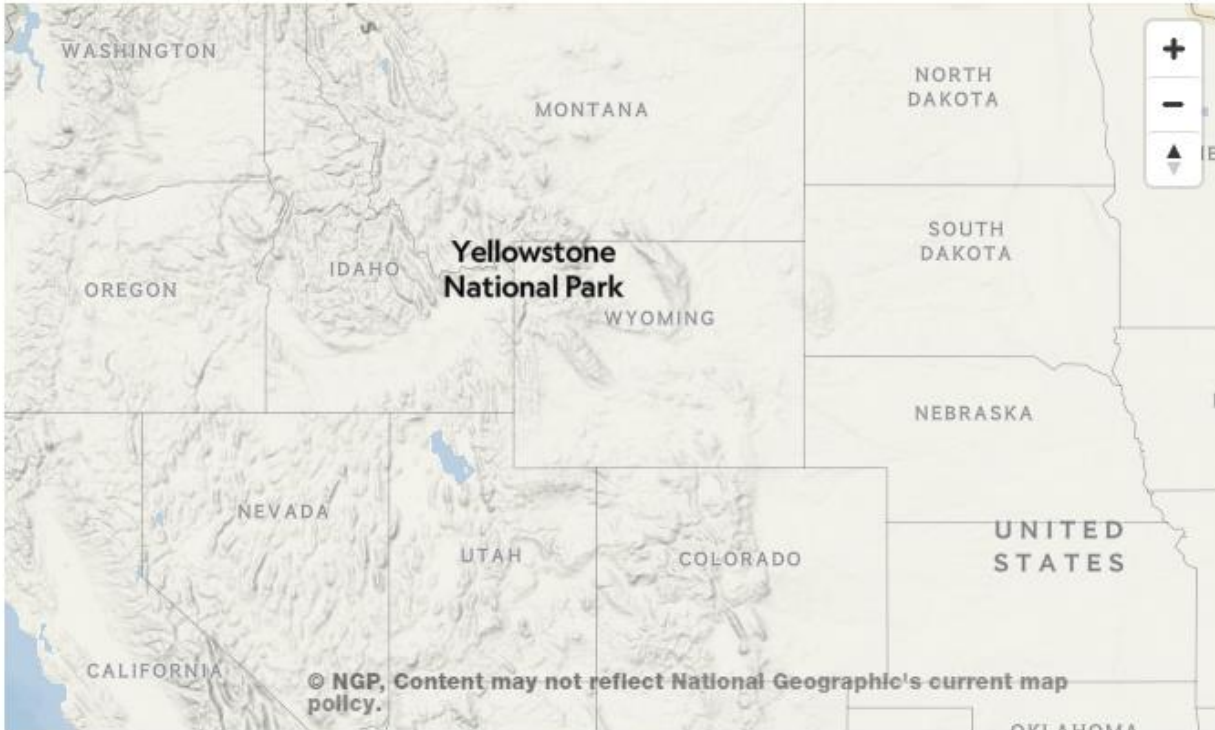 WASHINGTON
MONTANA
NORTH
DAKOTA
SOUTH
DAKOTA
Yellowstone
National Park
IDAHO
OREGON
WYOMING
NEBRASKA
NEVADA
UTAH
COLORADO
UNITED
STATES
CALIFORNIA
© NGP, Content may not reflect National Geographic's current map
policy.
OKLAHOMA